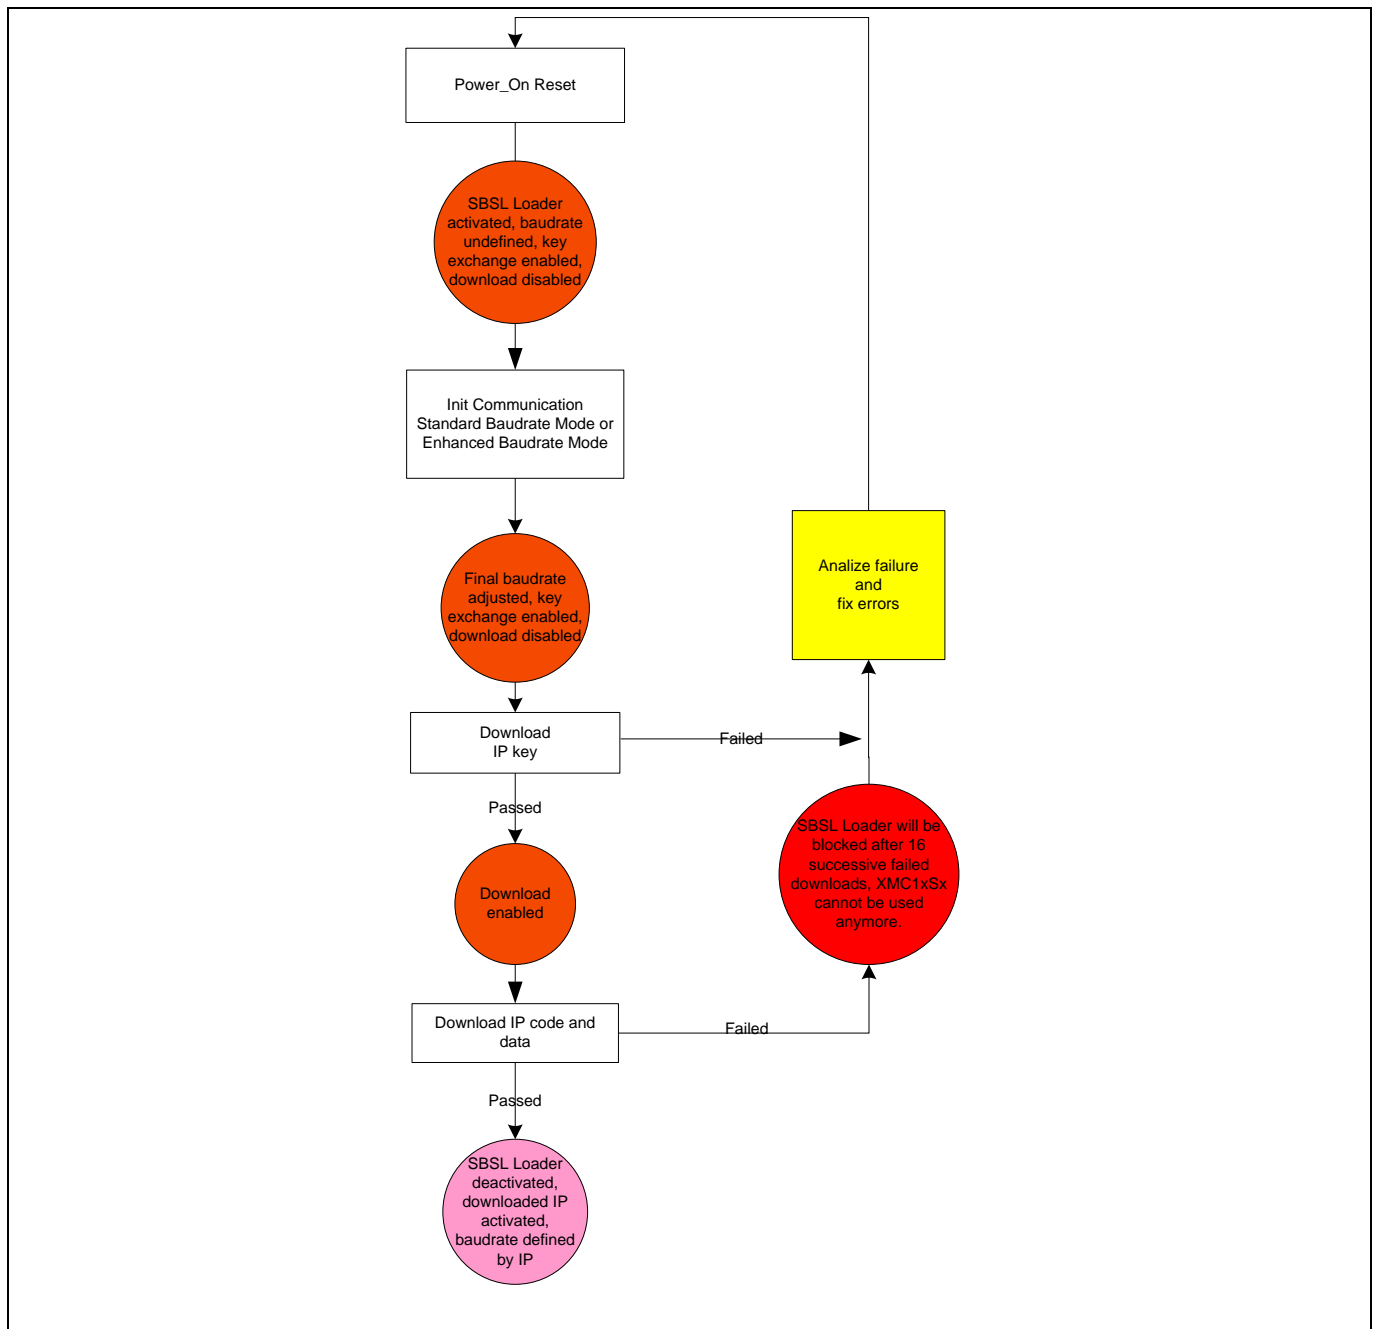 Power_On Reset
SBSL Loader
activated, baudrate
undefined, key
exchange enabled,
download disabled
Init Communication
Standard Baudrate Mode or
Enhanced Baudrate Mode
Final baudrate
adjusted, key
exchange enabled,
download disabled
Analize failure
and
fix errors
Download
IP key
Failed
Passed
SBSL Loader will be
blocked after 16
successive failed
downloads, XMC1xSx
cannot be used
anymore.
Download
enabled
Download IP code and
data
Failed
Passed
SBSL Loader
deactivated,
downloaded IP
activated,
baudrate defined
by IP